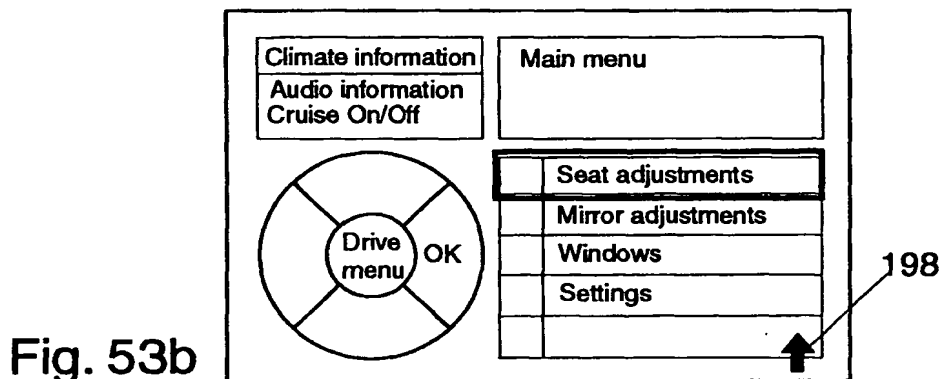 Climate information
Audio information
Cruise On/Off
Main menu
Seat adjustments
Mirror adjustments
Windows
Settings
Drive
menu
OK
198
Fig. 53b